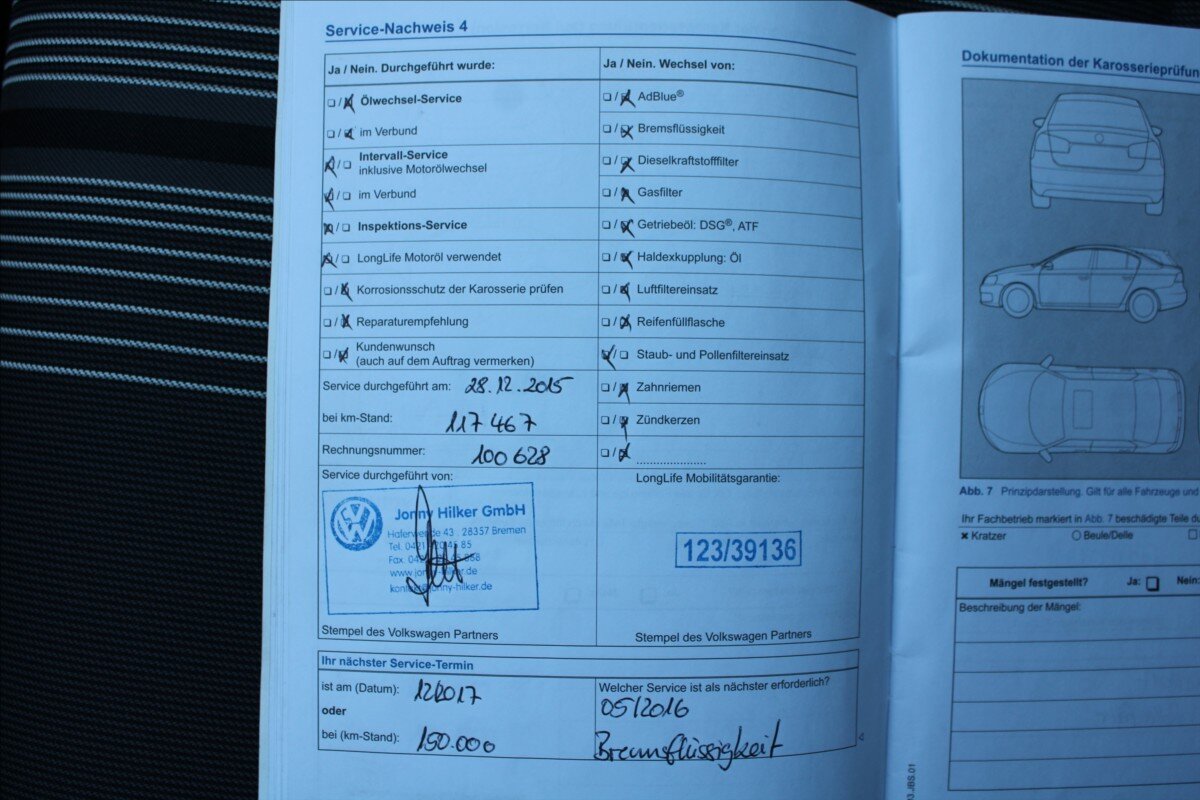 Service-Nachweis 4
Ja / Nein. Durchgeführt wurde:
❏ / ❏ Ölwechsel-Service
❏ / ❏ im Verbund
❏ / ❏ Intervall-Service
inklusive Motorölwechsel
❏ / ❏ im Verbund
❏ / ❏ Inspektions-Service
❏ / ❏ LongLife Motoröl verwendet
❏ / ❏ Korrosionsschutz der Karosserie prüfen
❏ / ❏ Reparaturempfehlung
❏ / ❏ Kundenwunsch
(auch auf dem Auftrag vermerken)
Service durchgeführt am: 28.12.2015
bei km-Stand: 117 467
Rechnungsnummer: 100 628
Service durchgeführt von:
Jonny Hilker GmbH
43 28357 Bremen
Tel.
Fax.
Stempel des Volkswagen Partners
Ja / Nein. Wechsel von:
❏ / ❏ AdBlue®
❏ / ❏ Bremsflüssigkeit
❏ / ❏ Dieselkraftstofffilter
❏ / ❏ Gasfilter
❏ / ❏ Getriebeöl: DSG®, ATF
❏ / ❏ Haldexkupplung: Öl
❏ / ❏ Luftfiltereinsatz
❏ / ❏ Reifenfüllflasche
❏ / ❏ Staub- und Pollenfiltereinsatz
❏ / ❏ Zahnriemen
❏ / ❏ Zündkerzen
❏ / ❏ ......................
LongLife Mobilitätsgarantie:
123/39136
Stempel des Volkswagen Partners
Ihr nächster Service-Termin
ist am (Datum): 12/2017
oder
bei (km-Stand): 150.000
Welcher Service ist als nächster erforderlich?
05/2016
Bremsflüssigkeit
Dokumentation der
Abb. 7 Prinzipdarstellung. Gilt für alle Fahrzeuge und
Ihr Fachbetrieb markiert in Abb. 7 beschädigte Teile
✖ Kratzer ○ Beule/Delle ❏
Mängel festgestellt? Ja: ❏ Nein:
Beschreibung der Mängel: